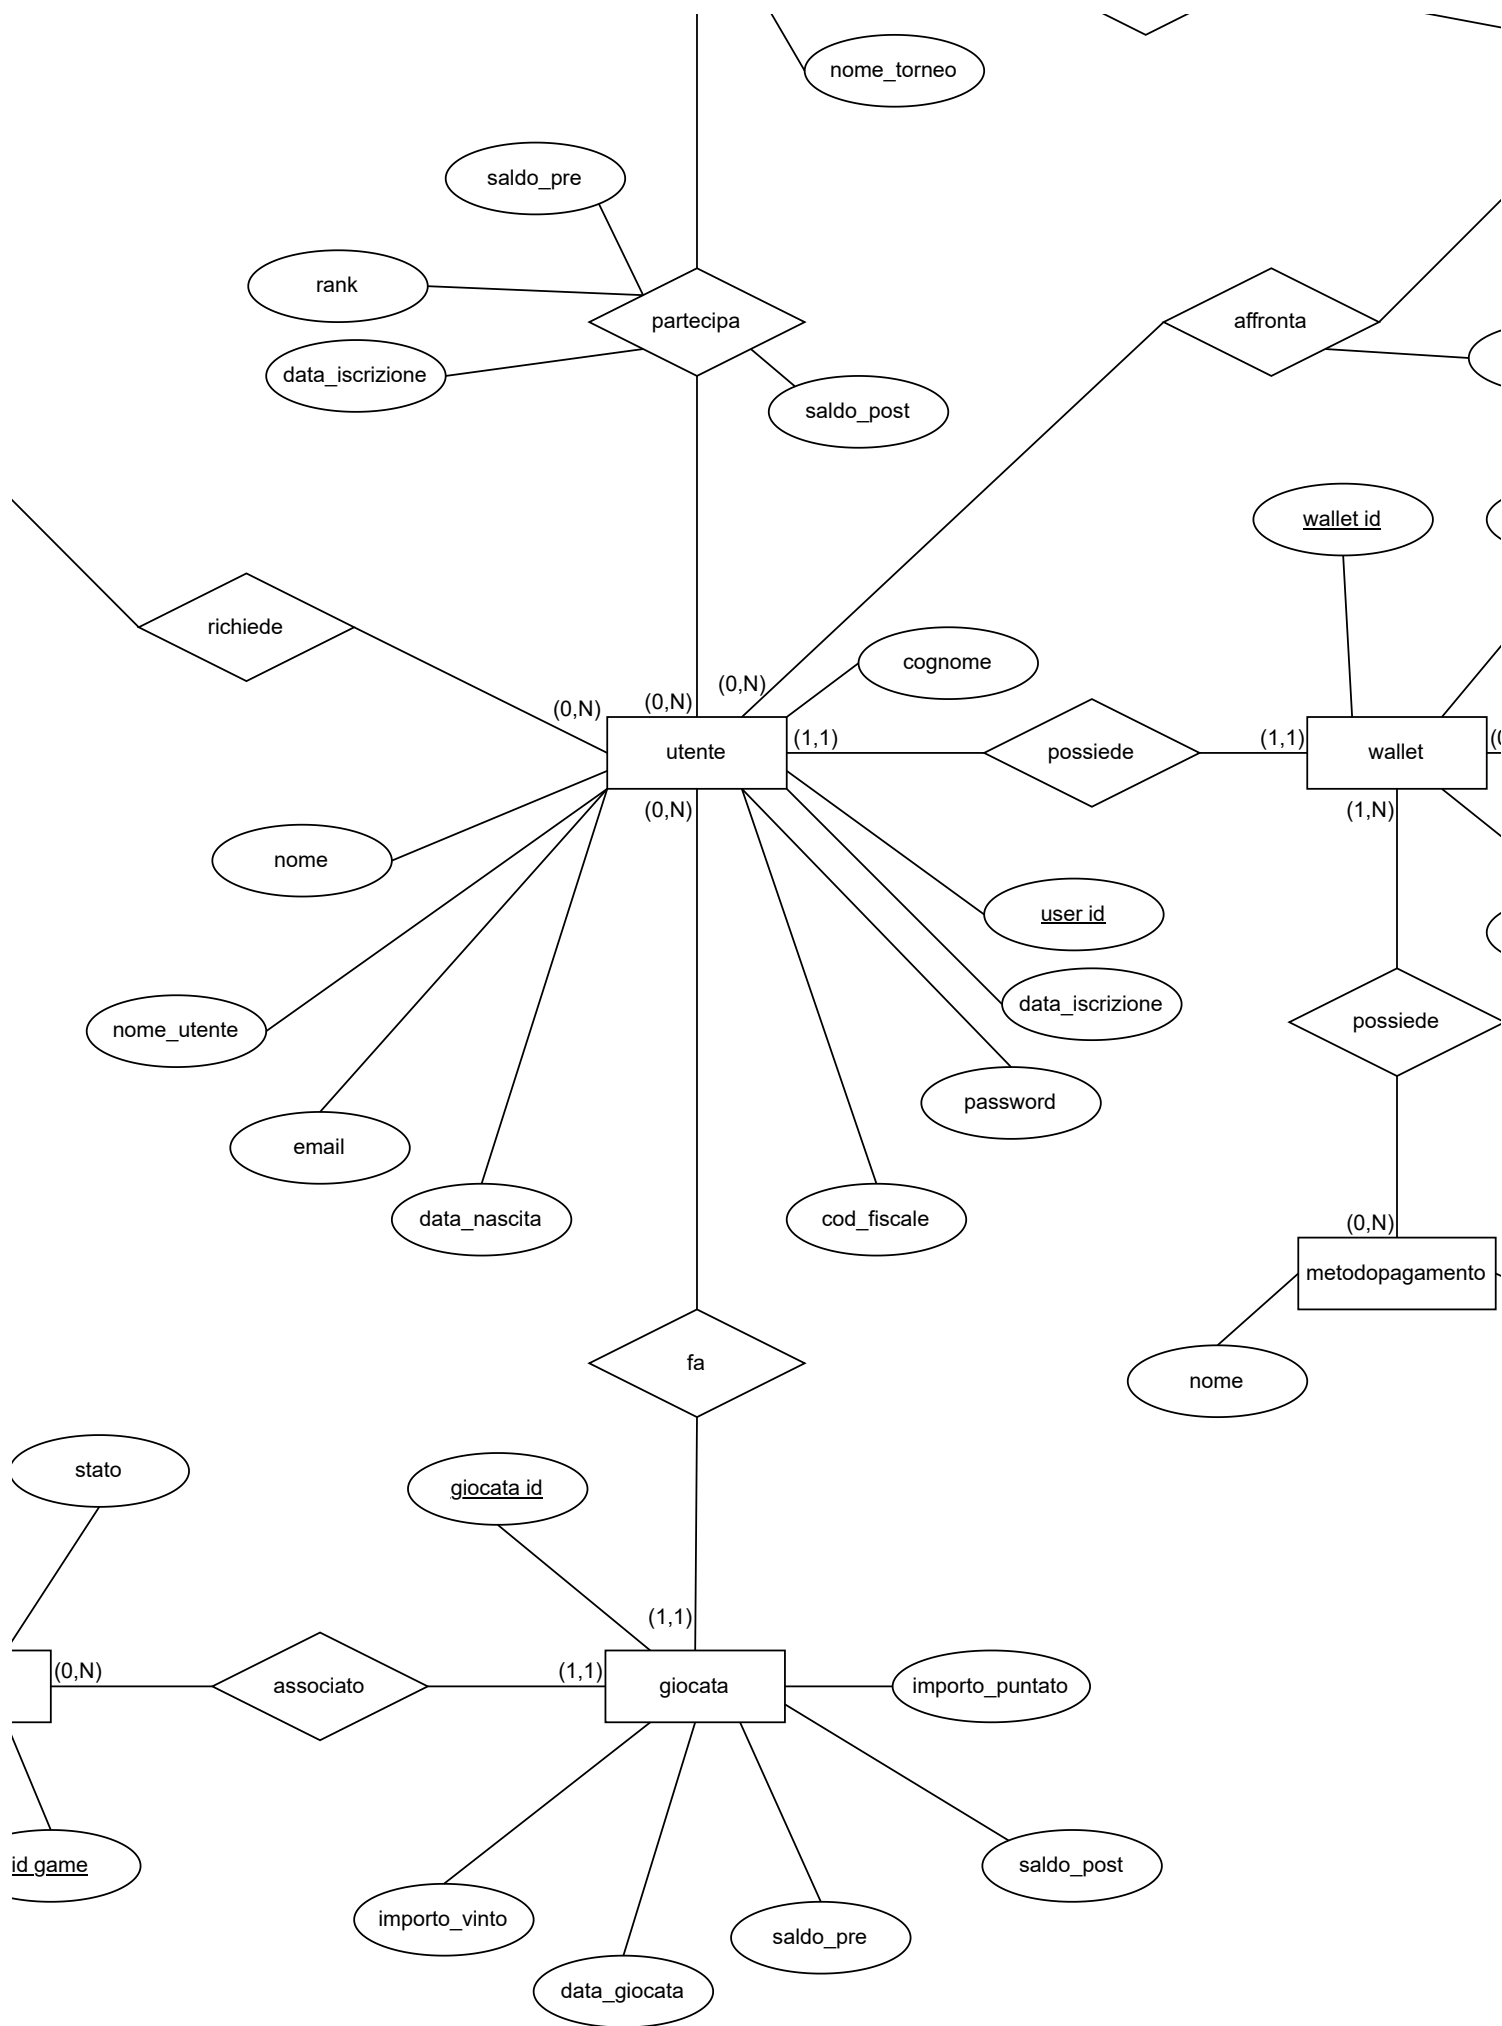 nome_torneo
saldo_pre
rank
partecipa
affronta
data_iscrizione
saldo_post
wallet id
richiede
cognome
(0,N)
(0,N)
(0,N)
utente
(1,1)
possiede
(1,1)
wallet
(0,N)
(1,N)
nome
user id
data_iscrizione
nome_utente
possiede
password
email
data_nascita
cod_fiscale
(0,N)
metodopagamento
fa
nome
stato
giocata id
(1,1)
(0,N)
associato
(1,1)
giocata
importo_puntato
id game
saldo_post
importo_vinto
saldo_pre
data_giocata